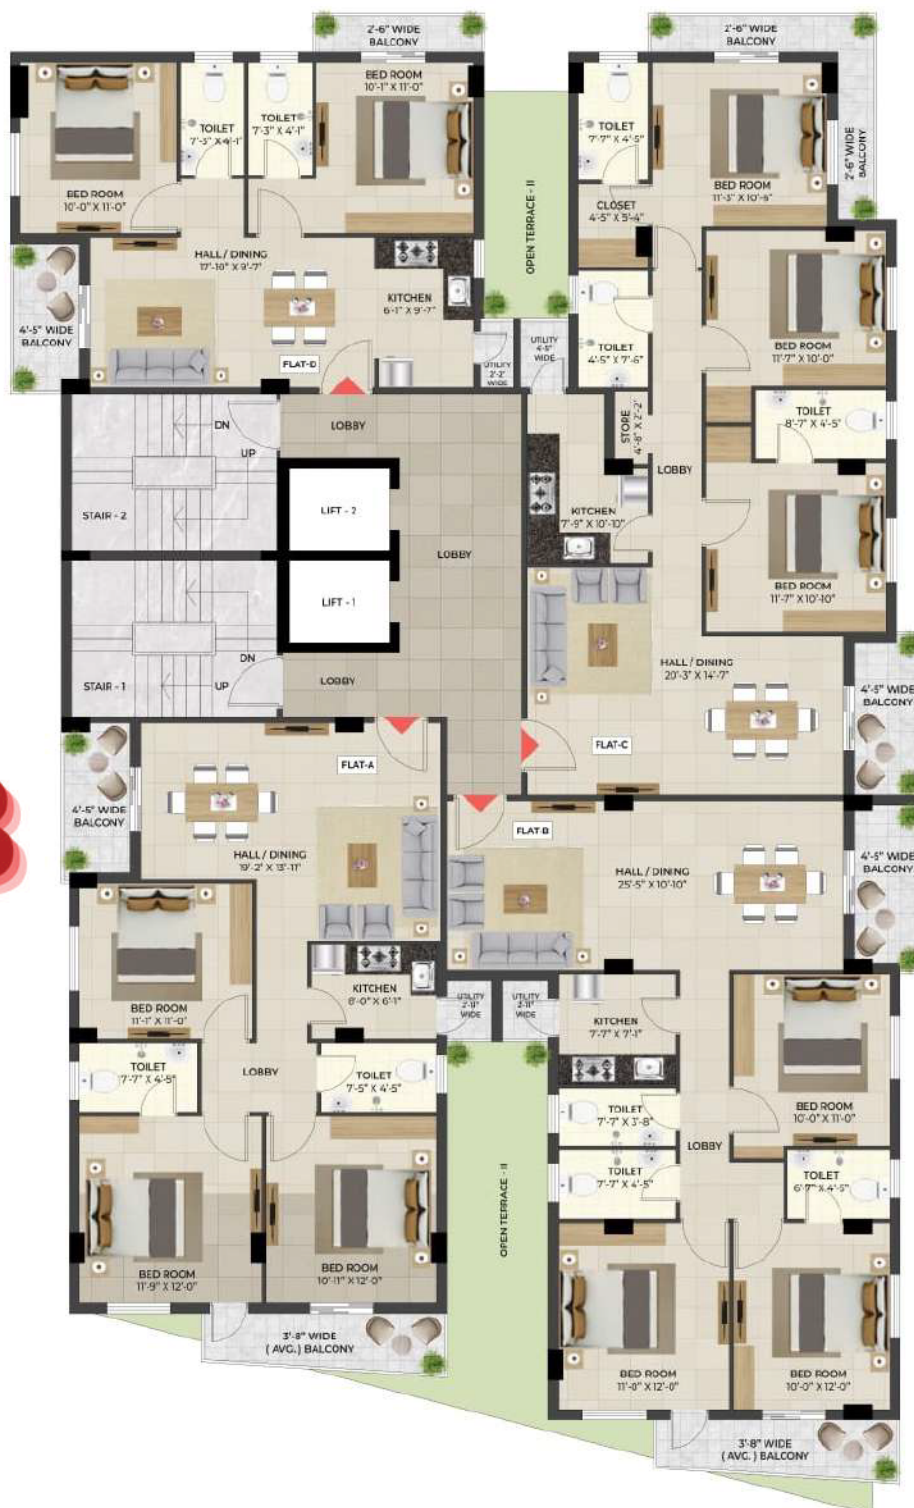 2'-6" WIDE
BALCONY
2'-6" WIDE
BALCONY
BED ROOM
10'-0" X 11'-0"
TOILET
7'-3" X 4'-1"
TOILET
7'-3" X 4'-1"
BED ROOM
10'-1" X 11'-0"
HALL / DINING
17'-10" X 9'-7"
KITCHEN
6'-1" X 9'-7"
4'-5" WIDE
BALCONY
FLAT-D
UTILITY
2'-2"
WIDE
OPEN TERRACE - II
UTILITY
4'-5"
WIDE
TOILET
7'-7" X 4'-5"
CLOSET
4'-5" X 5'-4"
BED ROOM
11'-3" X 10'-6"
2'-6" WIDE
BALCONY
TOILET
4'-5" X 7'-6"
BED ROOM
11'-7" X 10'-0"
STORE
4'-8" X 2'-2"
TOILET
8'-7" X 4'-5"
LOBBY
KITCHEN
7'-9" X 10'-10"
BED ROOM
11'-7" X 10'-10"
HALL / DINING
20'-3" X 14'-7"
4'-5" WIDE
BALCONY
FLAT-C
DN
UP
STAIR - 2
LOBBY
LIFT - 2
LOBBY
LIFT - 1
DN
UP
STAIR - 1
LOBBY
FLAT-A
4'-5" WIDE
BALCONY
HALL / DINING
19'-2" X 13'-11"
FLAT-B
HALL / DINING
25'-5" X 10'-10"
4'-5" WIDE
BALCONY
BED ROOM
11'-1" X 11'-0"
KITCHEN
8'-0" X 6'-1"
UTILITY
2'-11"
WIDE
UTILITY
2'-11"
WIDE
KITCHEN
7'-7" X 7'-1"
TOILET
7'-7" X 4'-5"
LOBBY
TOILET
7'-5" X 4'-5"
BED ROOM
10'-0" X 11'-0"
TOILET
7'-7" X 3'-8"
LOBBY
TOILET
7'-7" X 4'-5"
TOILET
6'-7" X 4'-5"
OPEN TERRACE - II
BED ROOM
11'-9" X 12'-0"
BED ROOM
10'-11" X 12'-0"
3'-8" WIDE
( AVG. ) BALCONY
BED ROOM
11'-0" X 12'-0"
BED ROOM
10'-0" X 12'-0"
3'-8" WIDE
( AVG. ) BALCONY